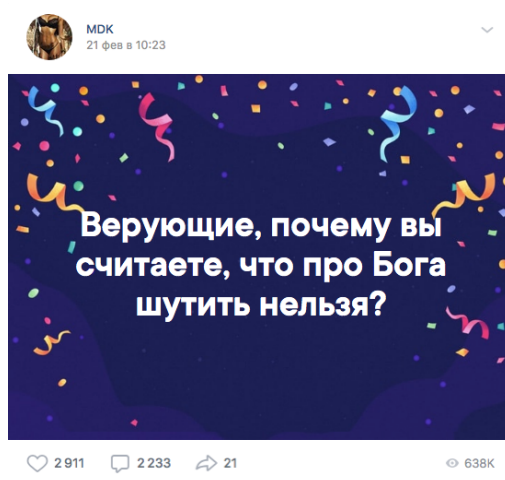 MDK
21 фев в 10:23
Верующие, почему вы
считаете, что про Бога
шутить нельзя?
2 911 2 233 21 638K